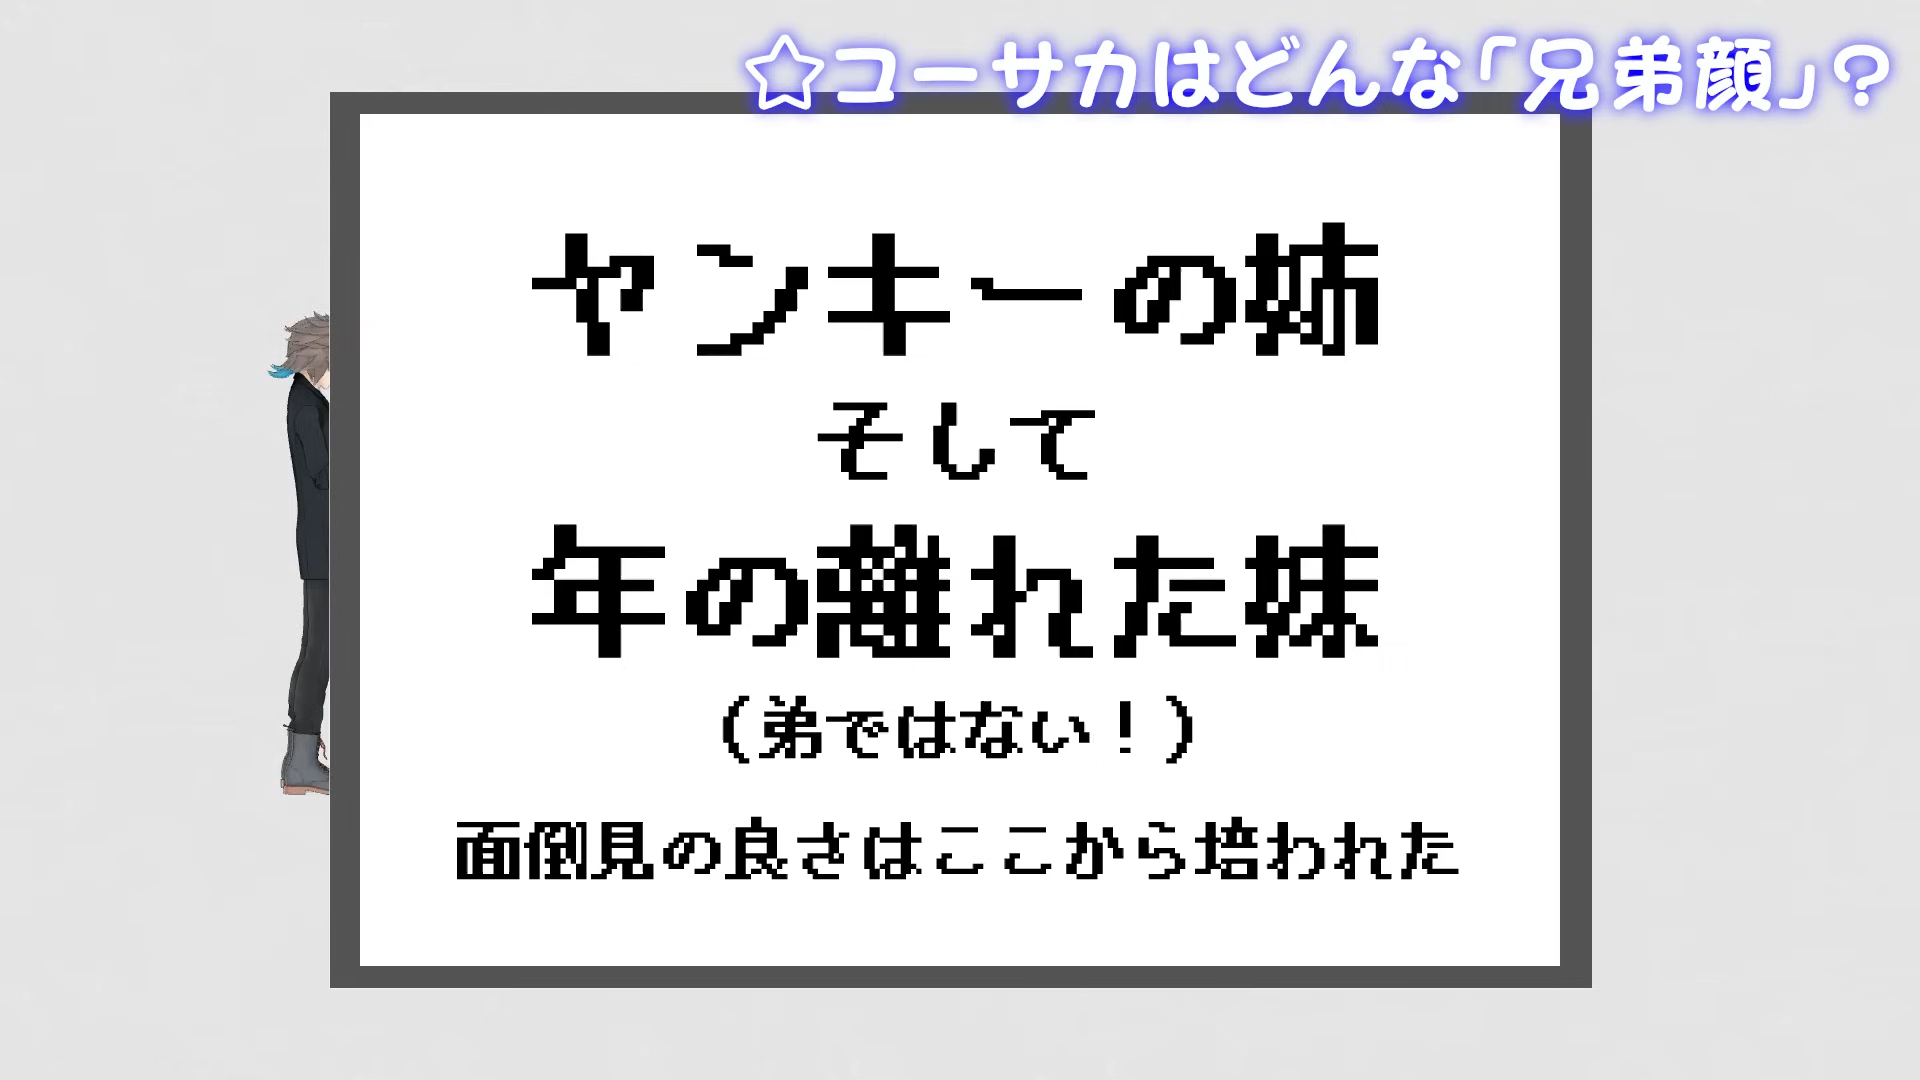 ☆ユーサカはどんな「兄弟顔」？
ヤンキーの姉
そして
年の離れた妹
（弟ではない！）
面倒見の良さはここから培われた